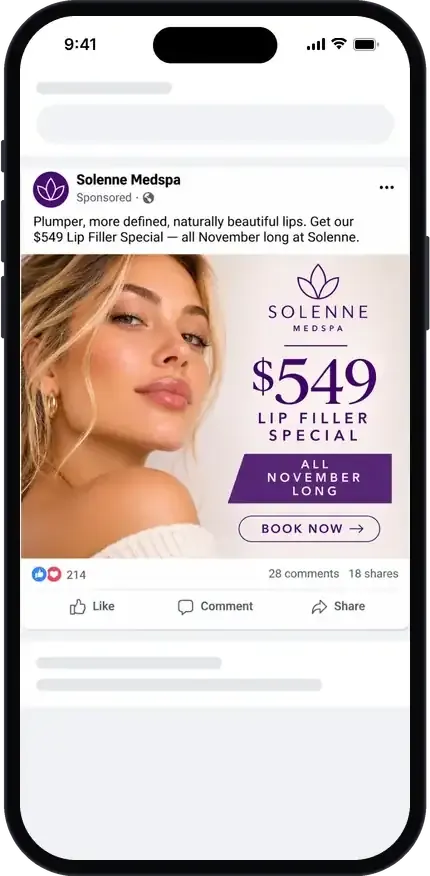 9:41
Solenne Medspa
Sponsored ·
Plumper, more defined, naturally beautiful lips. Get our
$549 Lip Filler Special — all November long at Solenne.
SOLENNE
MEDSPA
$549
LIP FILLER
SPECIAL
ALL
NOVEMBER
LONG
BOOK NOW →
214
28 comments 18 shares
Like Comment Share